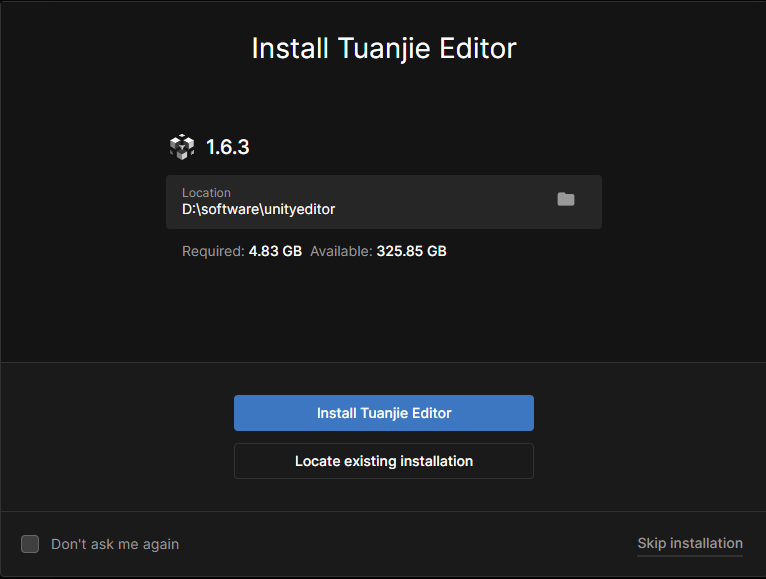 Install Tuanjie Editor
1.6.3
Location
D:\software\unityeditor
Required: 4.83 GB Available: 325.85 GB
Install Tuanjie Editor
Locate existing installation
Don't ask me again
Skip installation